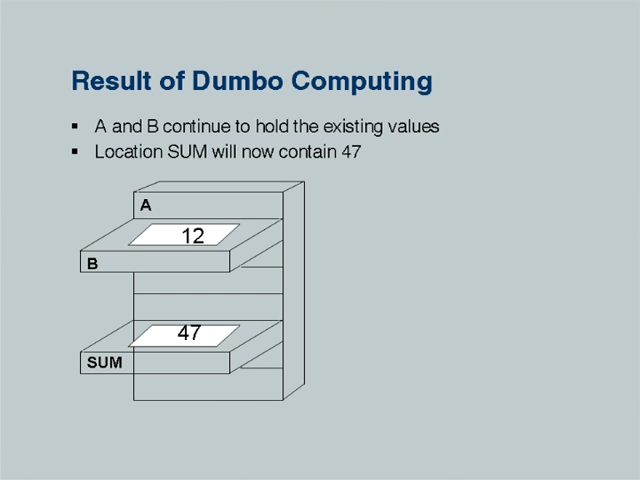 Result of Dumbo Computing
▪ A and B continue to hold the existing values
▪ Location SUM will now contain 47
A
12
B
47
SUM